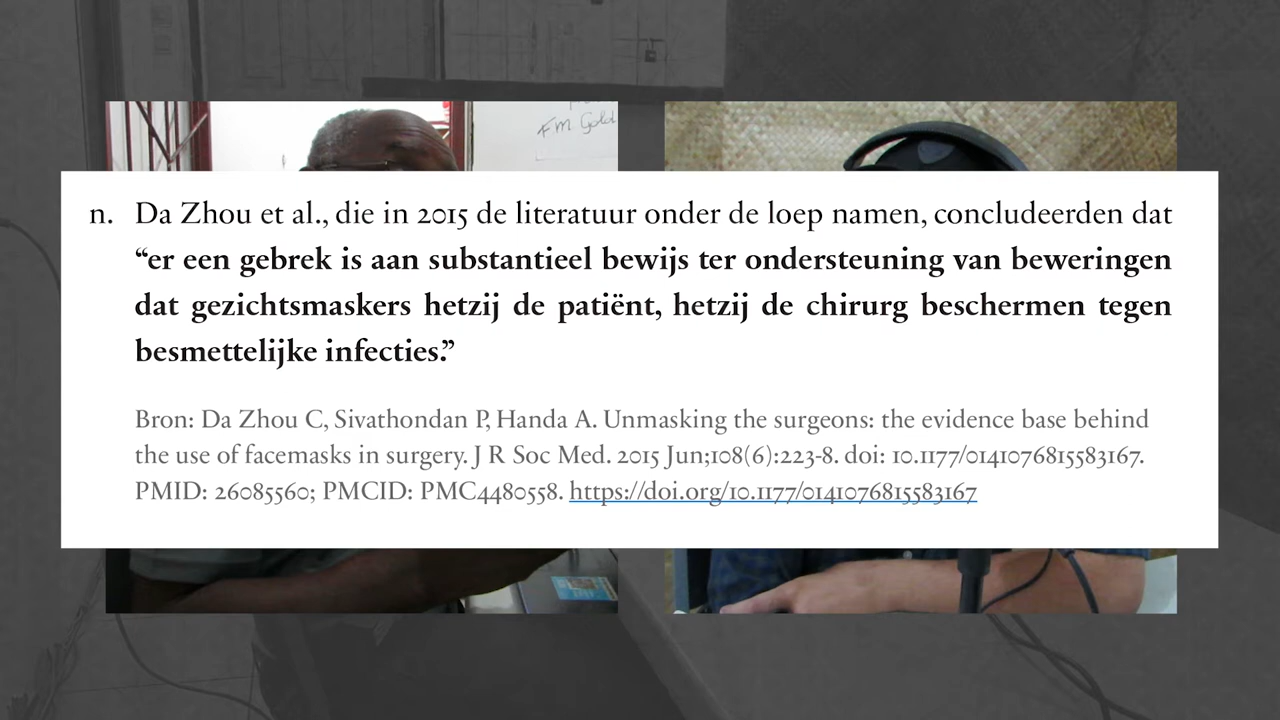 FM Gold
n. Da Zhou et al., die in 2015 de literatuur onder de loep namen, concludeerden dat
“er een gebrek is aan substantieel bewijs ter ondersteuning van beweringen
dat gezichtsmaskers hetzij de patiënt, hetzij de chirurg beschermen tegen
besmettelijke infecties.”
Bron: Da Zhou C, Sivathondan P, Handa A. Unmasking the surgeons: the evidence base behind
the use of facemasks in surgery. J R Soc Med. 2015 Jun;108(6):223-8. doi: 10.1177/0141076815583167.
PMID: 26085560; PMCID: PMC4480558. https://doi.org/10.1177/0141076815583167